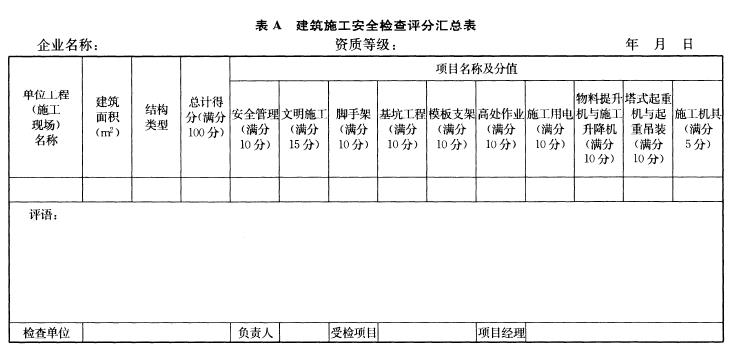 表 A 建筑施工安全检查评分汇总表
企业名称： 资质等级： 年 月 日
单位工程
（施工
现场）
名称
建筑
面积
（m²）
结构
类型
总计得
分（满分
100分）
项目名称及分值
安全管理
（满分
10分）
文明施工
（满分
15分）
脚手架
（满分
10分）
基坑工程
（满分
10分）
模板支架
（满分
10分）
高处作业
（满分
10分）
施工用电
（满分
10分）
物料提升
机与施工
升降机
（满分
10分）
塔式起重
机与起
重吊装
（满分
10分）
施工机具
（满分
5分）
评语：
检查单位 负责人 受检项目 项目经理